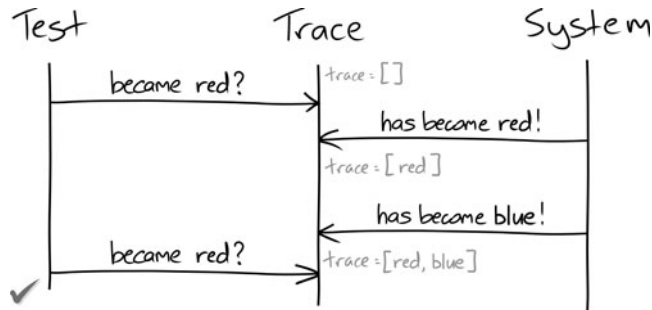 Test Trace System
trace=[]
became red?
has become red!
trace=[red]
has become blue!
became red?
trace=[red, blue]